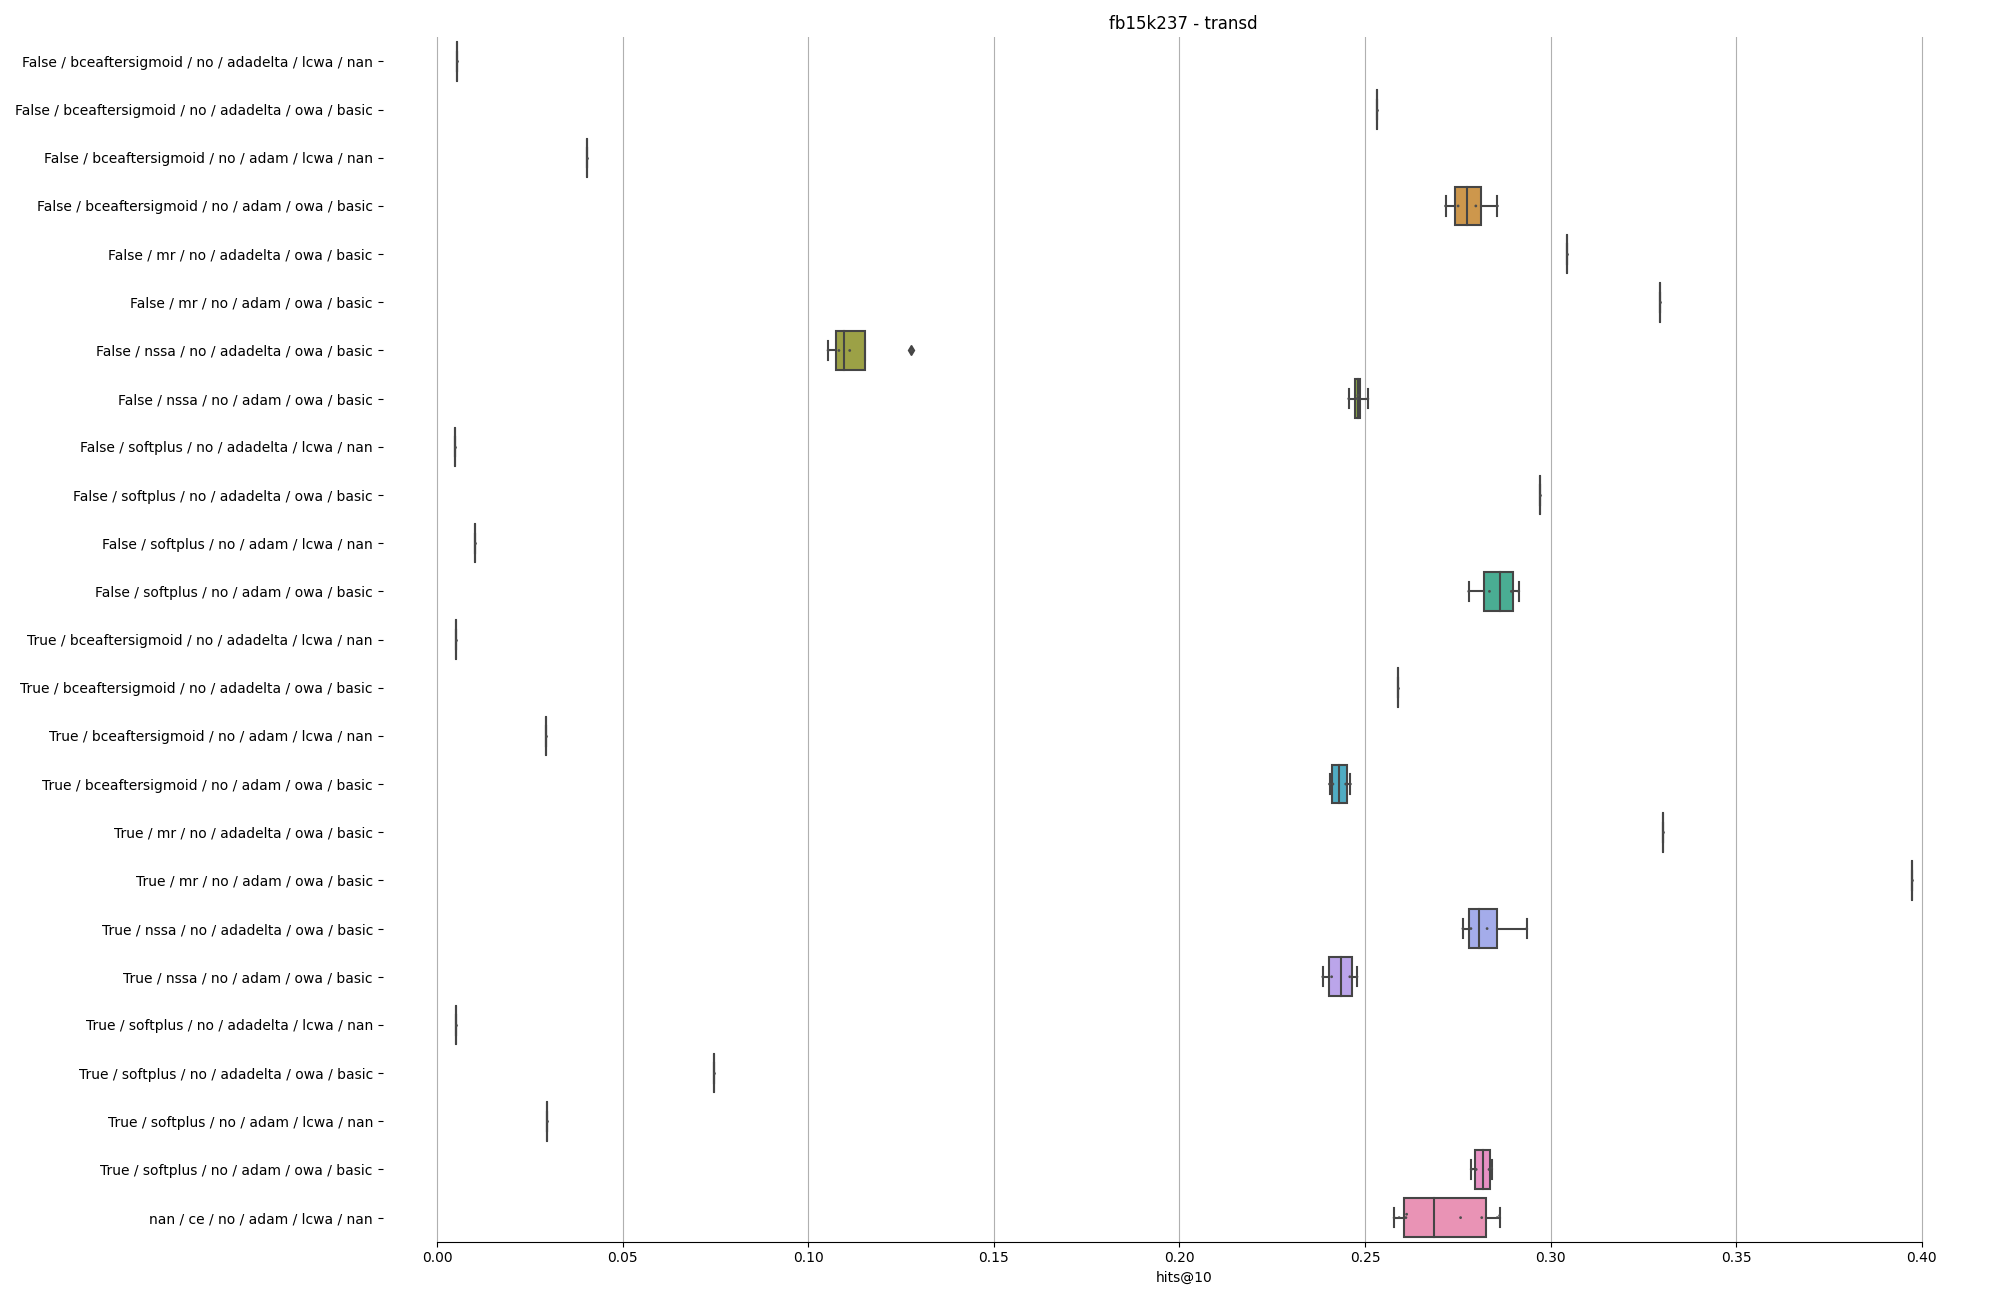 fb15k237 - transd
False / bceaftersigmoid / no / adadelta / lcwa / nan
False / bceaftersigmoid / no / adadelta / owa / basic
False / bceaftersigmoid / no / adam / lcwa / nan
False / bceaftersigmoid / no / adam / owa / basic
False / mr / no / adadelta / owa / basic
False / mr / no / adam / owa / basic
False / nssa / no / adadelta / owa / basic
False / nssa / no / adam / owa / basic
False / softplus / no / adadelta / lcwa / nan
False / softplus / no / adadelta / owa / basic
False / softplus / no / adam / lcwa / nan
False / softplus / no / adam / owa / basic
True / bceaftersigmoid / no / adadelta / lcwa / nan
True / bceaftersigmoid / no / adadelta / owa / basic
True / bceaftersigmoid / no / adam / lcwa / nan
True / bceaftersigmoid / no / adam / owa / basic
True / mr / no / adadelta / owa / basic
True / mr / no / adam / owa / basic
True / nssa / no / adadelta / owa / basic
True / nssa / no / adam / owa / basic
True / softplus / no / adadelta / lcwa / nan
True / softplus / no / adadelta / owa / basic
True / softplus / no / adam / lcwa / nan
True / softplus / no / adam / owa / basic
nan / ce / no / adam / lcwa / nan
0.00 0.05 0.10 0.15 0.20 0.25 0.30 0.35 0.40
hits@10